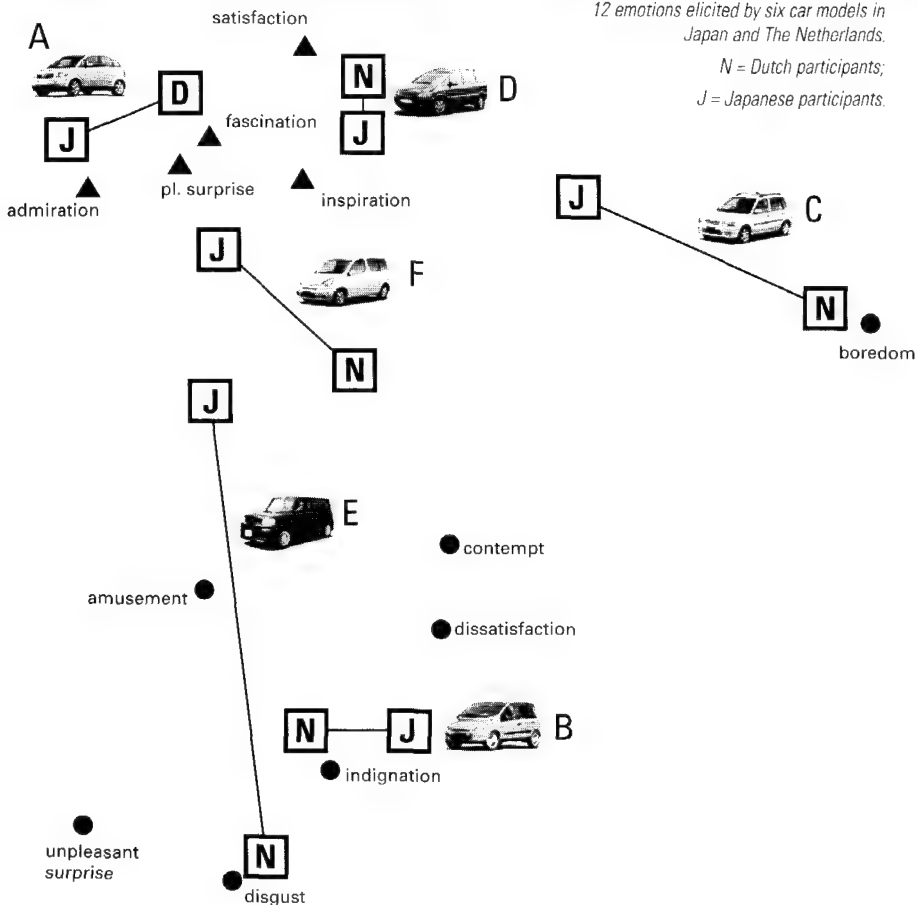 12 emotions elicited by six car models in
Japan and The Netherlands.
N = Dutch participants;
J = Japanese participants.
A
satisfaction
D
N
D
J
J
fascination
pl. surprise
admiration
inspiration
J
C
J
F
N
boredom
N
J
E
contempt
amusement
dissatisfaction
N
J
B
indignation
unpleasant
surprise
N
disgust